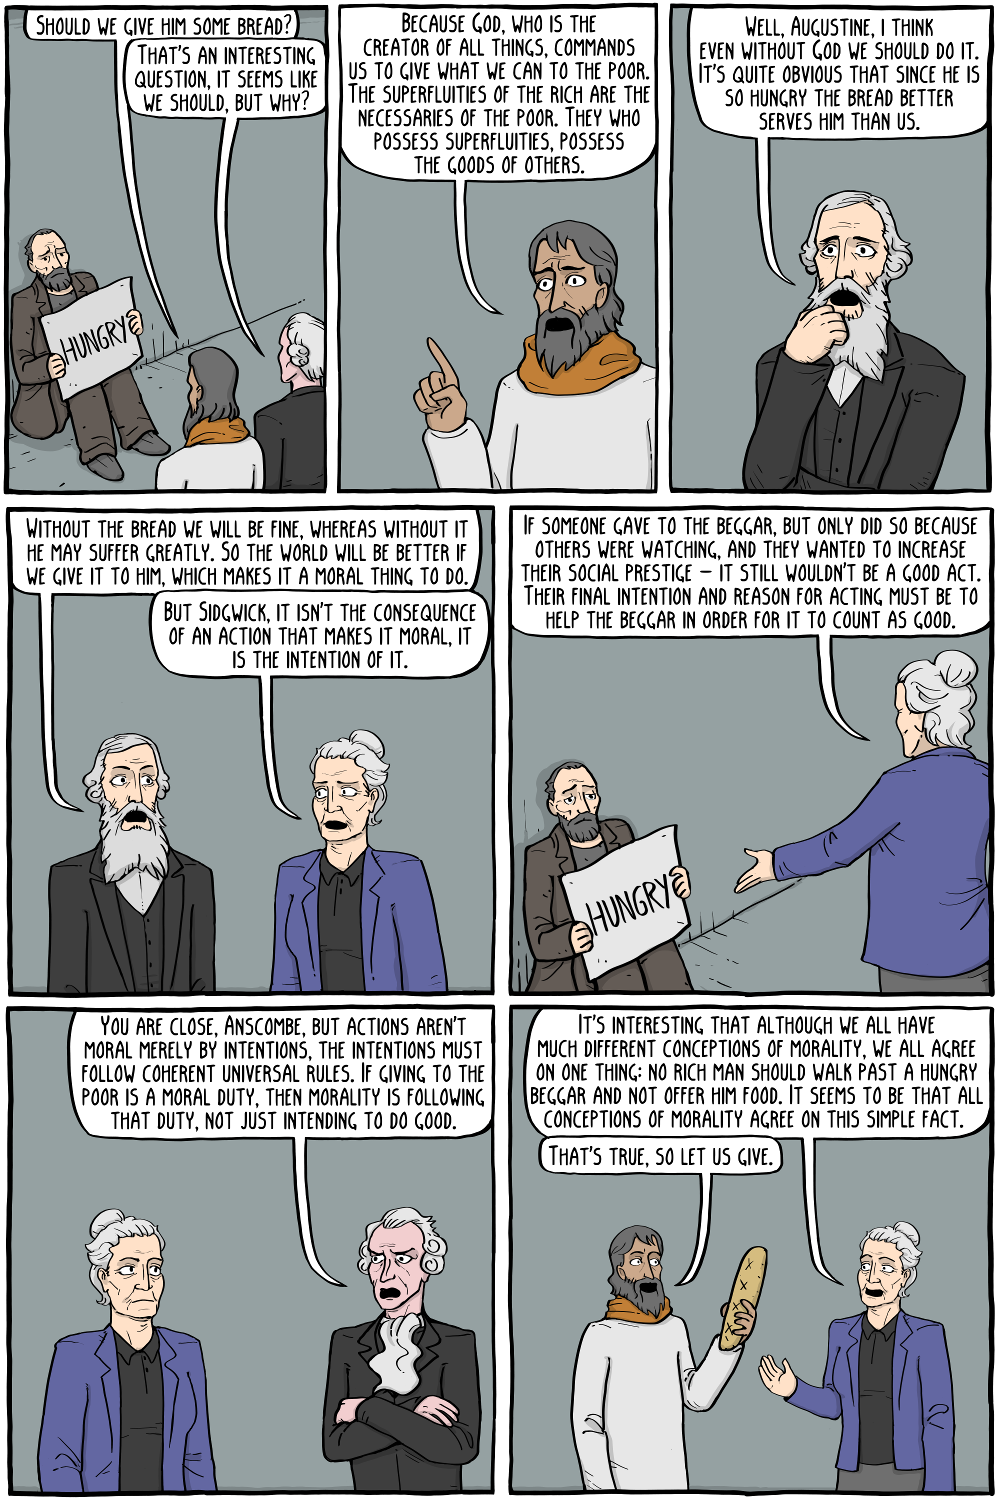 SHOULD WE GIVE HIM SOME BREAD?
THAT'S AN INTERESTING
QUESTION, IT SEEMS LIKE
WE SHOULD, BUT WHY?
HUNGRY
BECAUSE GOD, WHO IS THE
CREATOR OF ALL THINGS, COMMANDS
US TO GIVE WHAT WE CAN TO THE POOR.
THE SUPERFLUITIES OF THE RICH ARE THE
NECESSARIES OF THE POOR. THEY WHO
POSSESS SUPERFLUITIES, POSSESS
THE GOODS OF OTHERS.
WELL, AUGUSTINE, I THINK
EVEN WITHOUT GOD WE SHOULD DO IT.
IT'S QUITE OBVIOUS THAT SINCE HE IS
SO HUNGRY THE BREAD BETTER
SERVES HIM THAN US.
WITHOUT THE BREAD WE WILL BE FINE, WHEREAS WITHOUT IT
HE MAY SUFFER GREATLY. SO THE WORLD WILL BE BETTER IF
WE GIVE IT TO HIM, WHICH MAKES IT A MORAL THING TO DO.
BUT SIDGWICK, IT ISN'T THE CONSEQUENCE
OF AN ACTION THAT MAKES IT MORAL, IT
IS THE INTENTION OF IT.
IF SOMEONE GAVE TO THE BEGGAR, BUT ONLY DID SO BECAUSE
OTHERS WERE WATCHING, AND THEY WANTED TO INCREASE
THEIR SOCIAL PRESTIGE – IT STILL WOULDN'T BE A GOOD ACT.
THEIR FINAL INTENTION AND REASON FOR ACTING MUST BE TO
HELP THE BEGGAR IN ORDER FOR IT TO COUNT AS GOOD.
HUNGRY
YOU ARE CLOSE, ANSCOMBE, BUT ACTIONS AREN'T
MORAL MERELY BY INTENTIONS, THE INTENTIONS MUST
FOLLOW COHERENT UNIVERSAL RULES. IF GIVING TO THE
POOR IS A MORAL DUTY, THEN MORALITY IS FOLLOWING
THAT DUTY, NOT JUST INTENDING TO DO GOOD.
IT'S INTERESTING THAT ALTHOUGH WE ALL HAVE
MUCH DIFFERENT CONCEPTIONS OF MORALITY, WE ALL AGREE
ON ONE THING: NO RICH MAN SHOULD WALK PAST A HUNGRY
BEGGAR AND NOT OFFER HIM FOOD. IT SEEMS TO BE THAT ALL
CONCEPTIONS OF MORALITY AGREE ON THIS SIMPLE FACT.
THAT'S TRUE, SO LET US GIVE.